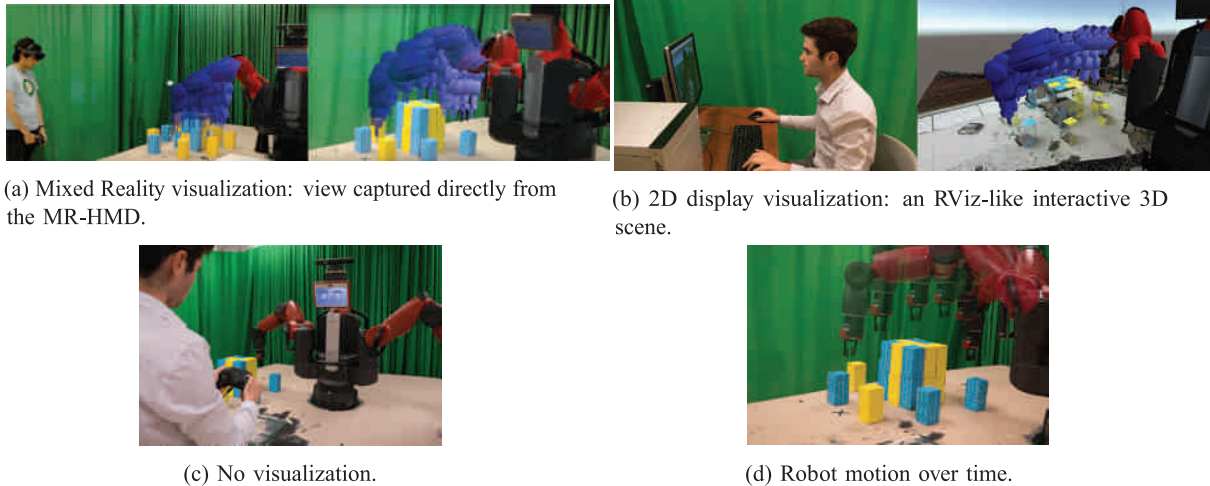 (a) Mixed Reality visualization: view captured directly from
the MR-HMD.
(b) 2D display visualization: an RViz-like interactive 3D
scene.
(c) No visualization.
(d) Robot motion over time.